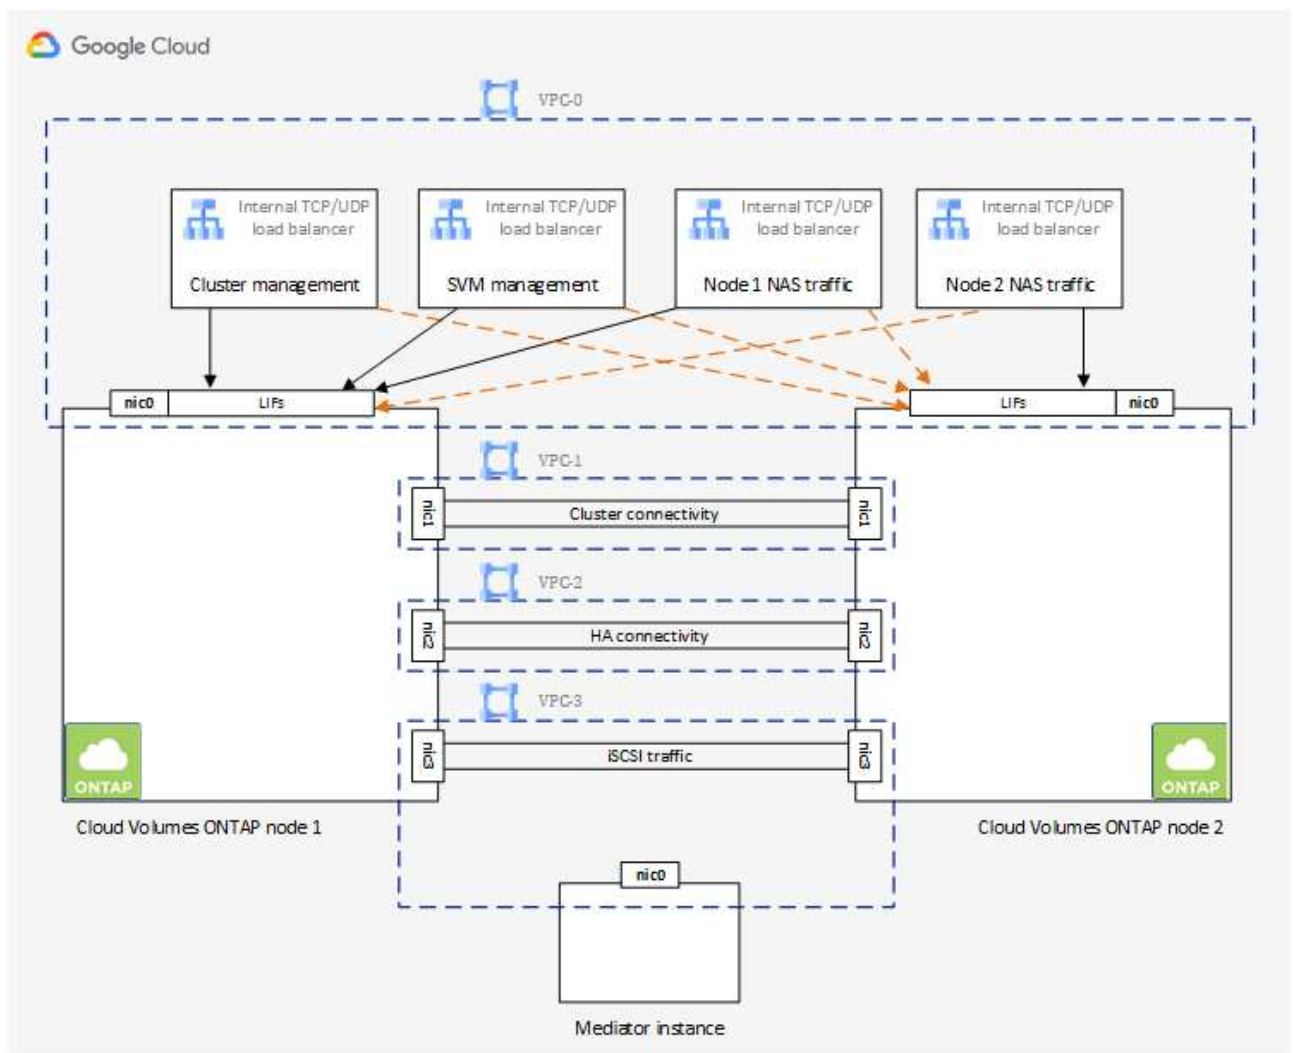 Google Cloud
VPC-0
Internal TCP/UDP
load balancer
Cluster management
Internal TCP/UDP
load balancer
SVM management
Internal TCP/UDP
load balancer
Node 1 NAS traffic
Internal TCP/UDP
load balancer
Node 2 NAS traffic
nic0
LIFs
LIFs
nic0
VPC-1
nic1
Cluster connectivity
nic1
VPC-2
nic2
HA connectivity
nic2
VPC-3
nic3
iSCSI traffic
nic3
ONTAP
ONTAP
Cloud Volumes ONTAP node 1
Cloud Volumes ONTAP node 2
nic0
Mediator instance